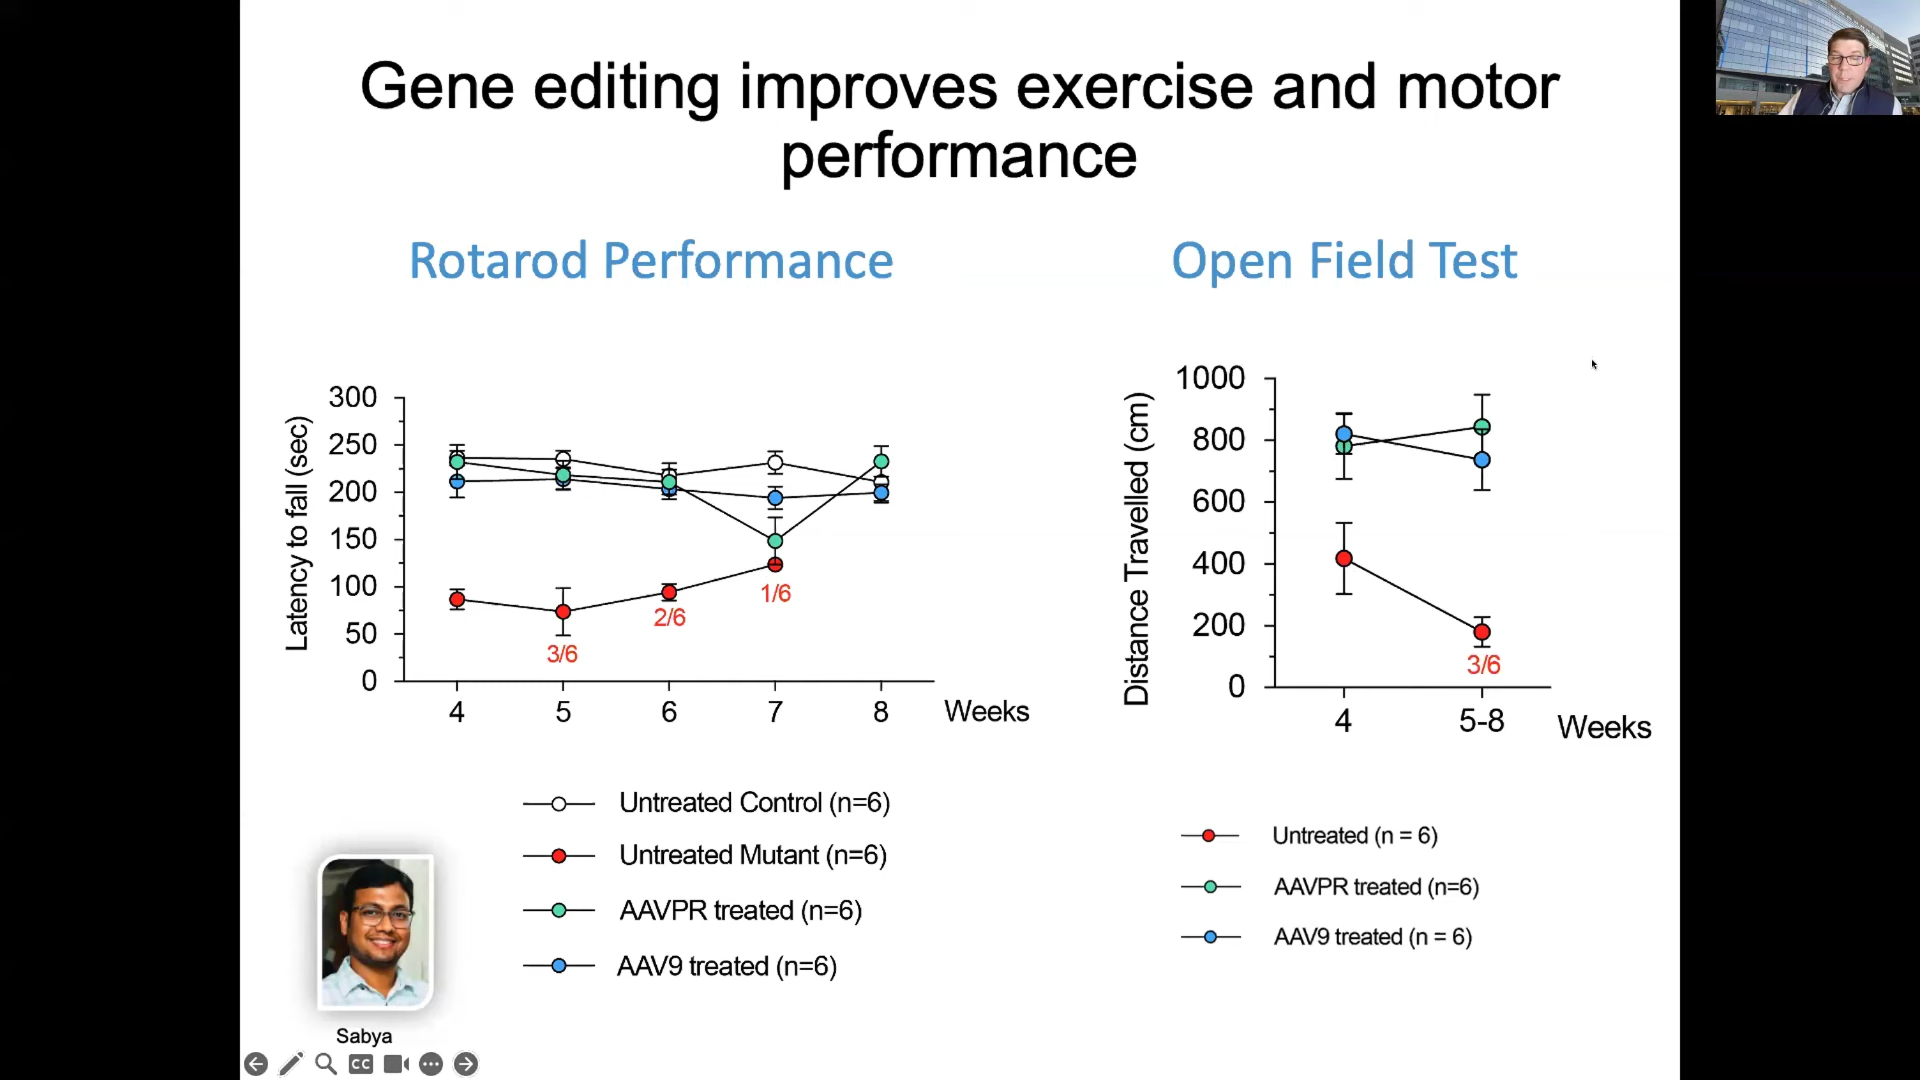 Gene editing improves exercise and motor
performance
Rotarod Performance
Latency to fall (sec)
300
250
200
150
100
50
0
3/6
2/6
1/6
4 5 6 7 8 Weeks
Untreated Control (n=6)
Untreated Mutant (n=6)
AAVPR treated (n=6)
AAV9 treated (n=6)
Sabya
Open Field Test
Distance Travelled (cm)
1000
800
600
400
200
0
3/6
4 5-8 Weeks
Untreated (n = 6)
AAVPR treated (n=6)
AAV9 treated (n = 6)
CC